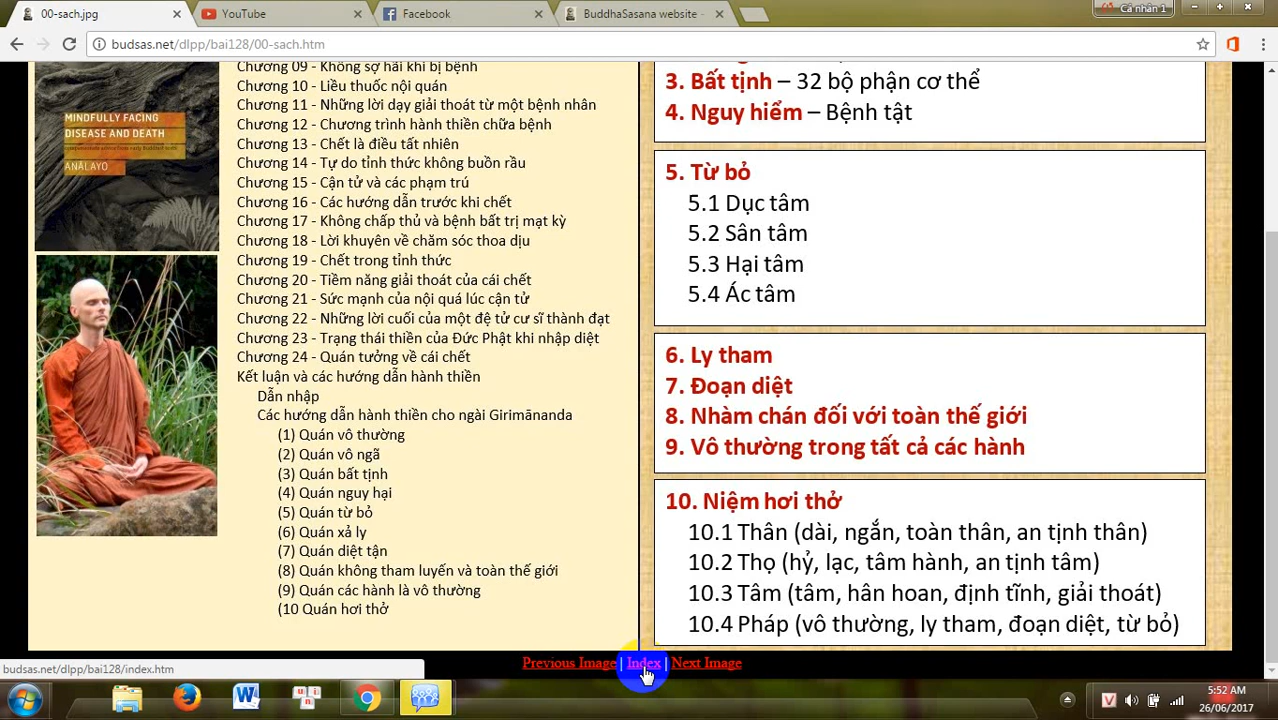 00-sach.jpg
YouTube
Facebook
BuddhaSasana website -
Cá nhân 1
budsas.net/dlpp/bai128/00-sach.htm
MINDFULLY FACING
DISEASE AND DEATH
ANĀLAYO
Chương 09 - Không sợ hãi khi bị bệnh
Chương 10 - Liều thuốc nội quán
Chương 11 - Những lời dạy giải thoát từ một bệnh nhân
Chương 12 - Chương trình hành thiền chữa bệnh
Chương 13 - Chết là điều tất nhiên
Chương 14 - Tự do tỉnh thức không buồn rầu
Chương 15 - Cận tử và các phạm trú
Chương 16 - Các hướng dẫn trước khi chết
Chương 17 - Không chấp thủ và bệnh bất trị mạt kỳ
Chương 18 - Lời khuyên về chăm sóc thoa dịu
Chương 19 - Chết trong tỉnh thức
Chương 20 - Tiềm năng giải thoát của cái chết
Chương 21 - Sức mạnh của nội quá lúc cận tử
Chương 22 - Những lời cuối của một đệ tử cư sĩ thành đạt
Chương 23 - Trạng thái thiền của Đức Phật khi nhập diệt
Chương 24 - Quán tưởng về cái chết
Kết luận và các hướng dẫn hành thiền
Dẫn nhập
Các hướng dẫn hành thiền cho ngài Girimānanda
(1) Quán vô thường
(2) Quán vô ngã
(3) Quán bất tịnh
(4) Quán nguy hại
(5) Quán từ bỏ
(6) Quán xả ly
(7) Quán diệt tận
(8) Quán không tham luyến và toàn thế giới
(9) Quán các hành là vô thường
(10 Quán hơi thở
3. Bất tịnh – 32 bộ phận cơ thể
4. Nguy hiểm – Bệnh tật
5. Từ bỏ
5.1 Dục tâm
5.2 Sân tâm
5.3 Hại tâm
5.4 Ác tâm
6. Ly tham
7. Đoạn diệt
8. Nhàm chán đối với toàn thế giới
9. Vô thường trong tất cả các hành
10. Niệm hơi thở
10.1 Thân (dài, ngắn, toàn thân, an tịnh thân)
10.2 Thọ (hỷ, lạc, tâm hành, an tịnh tâm)
10.3 Tâm (tâm, hân hoan, định tĩnh, giải thoát)
10.4 Pháp (vô thường, ly tham, đoạn diệt, từ bỏ)
Previous Image | Index | Next Image
budsas.net/dlpp/bai128/index.htm
5:52 AM
26/06/2017